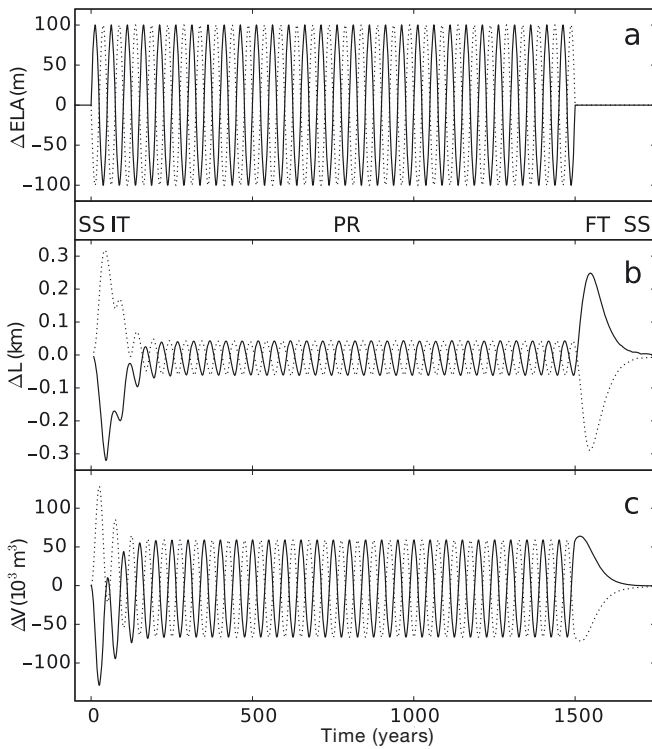 a
100
50
0
−50
−100
ΔELA (m)
SS IT PR FT SS
b
0.3
0.2
0.1
0.0
−0.1
−0.2
−0.3
ΔL (km)
c
100
50
0
−50
−100
ΔV (10³ m³)
0 500 1000 1500
Time (years)